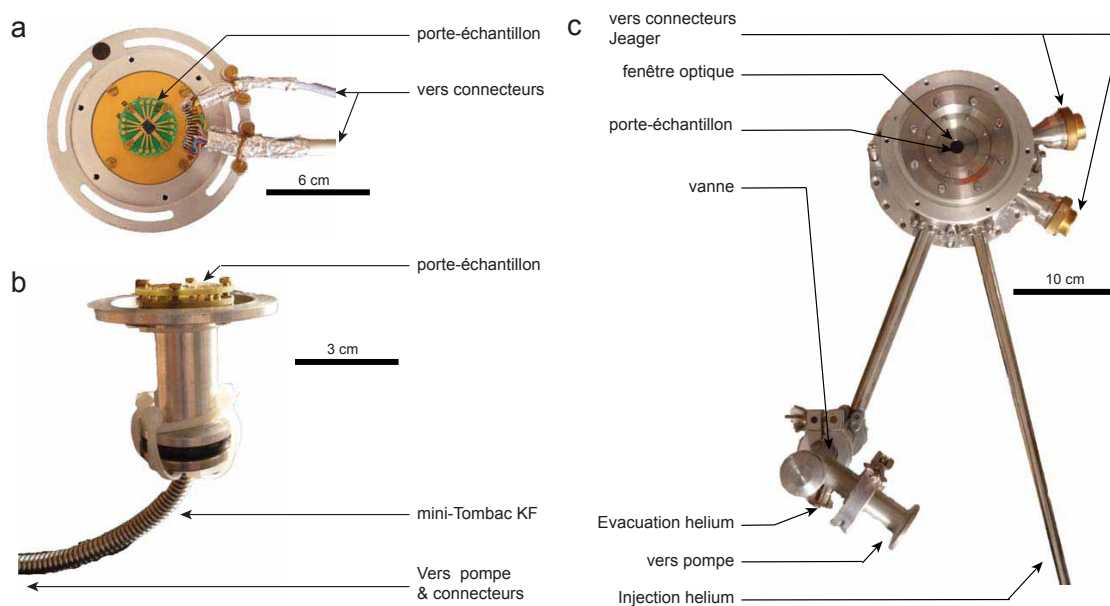 a
porte-échantillon
vers connecteurs
6 cm
b
porte-échantillon
3 cm
mini-Tombac KF
Vers pompe
& connecteurs
c
vers connecteurs
Jeager
fenêtre optique
porte-échantillon
vanne
10 cm
Evacuation helium
vers pompe
Injection helium